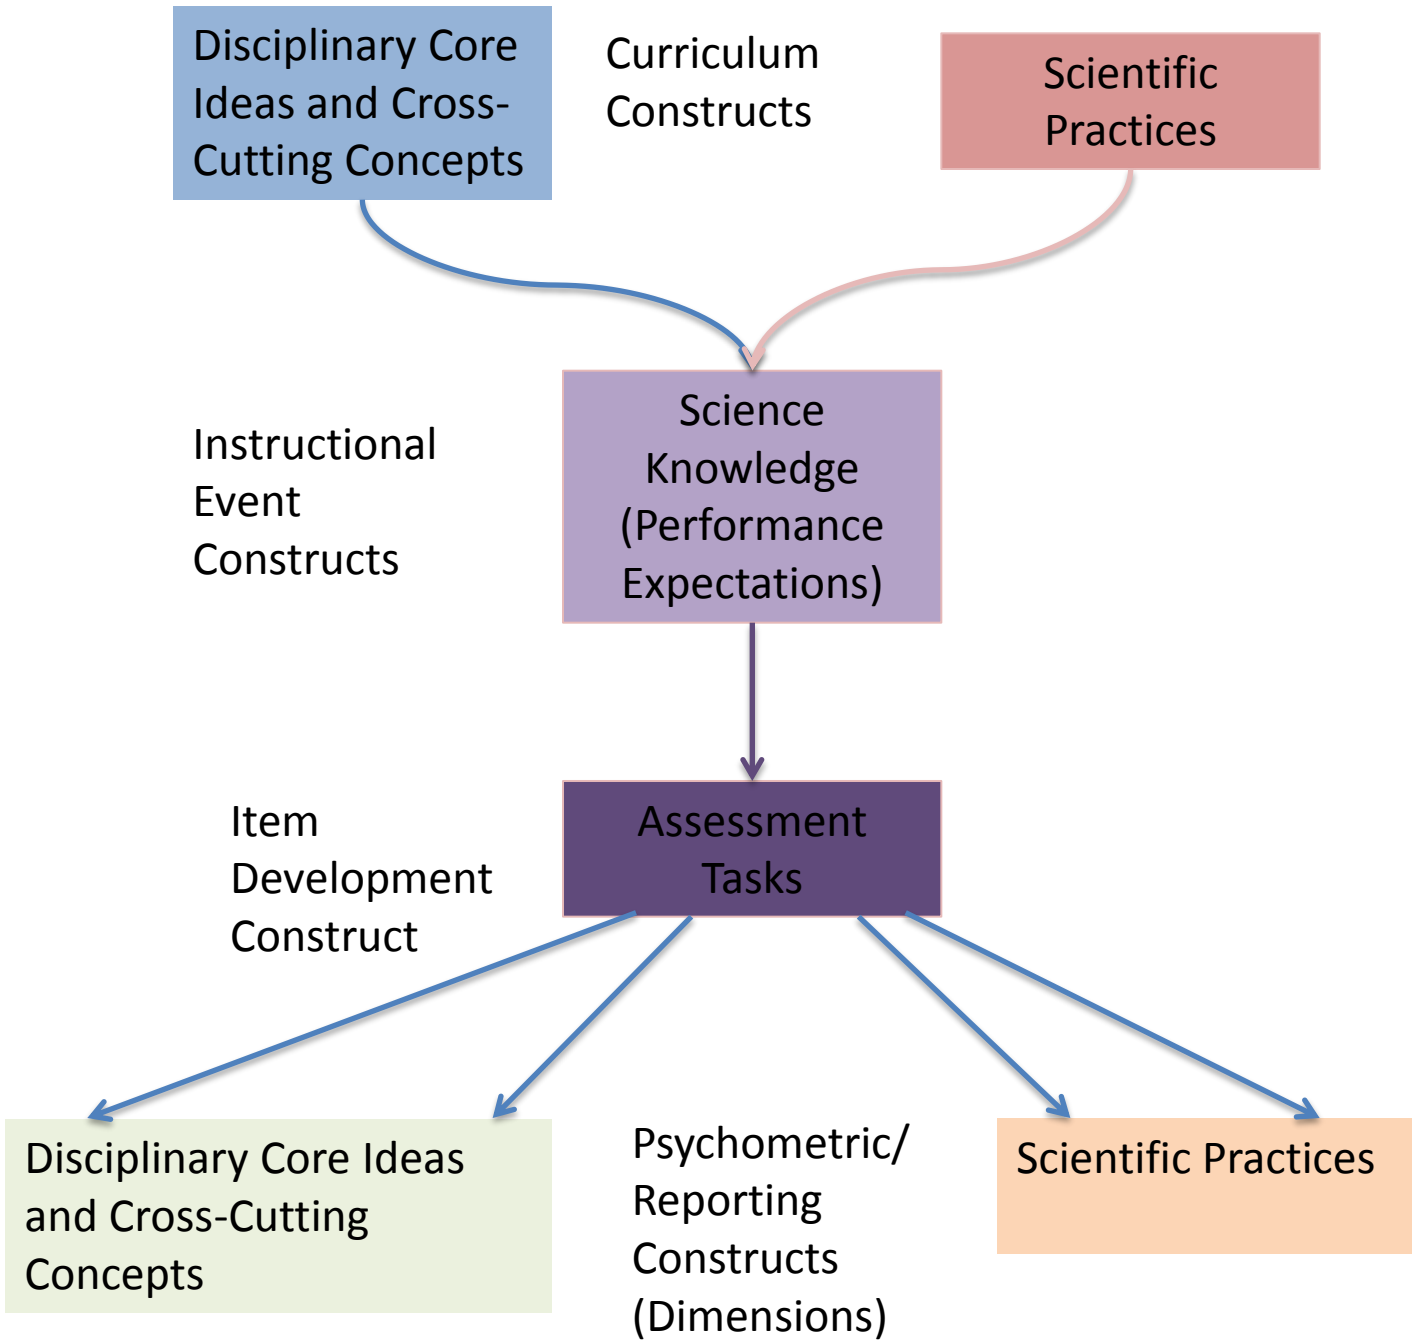 Disciplinary Core
Ideas and Cross-
Cutting Concepts
Curriculum
Constructs
Scientific
Practices
Instructional
Event
Constructs
Science
Knowledge
(Performance
Expectations)
Item
Development
Construct
Assessment
Tasks
Disciplinary Core Ideas
and Cross-Cutting
Concepts
Psychometric/
Reporting
Constructs
(Dimensions)
Scientific Practices